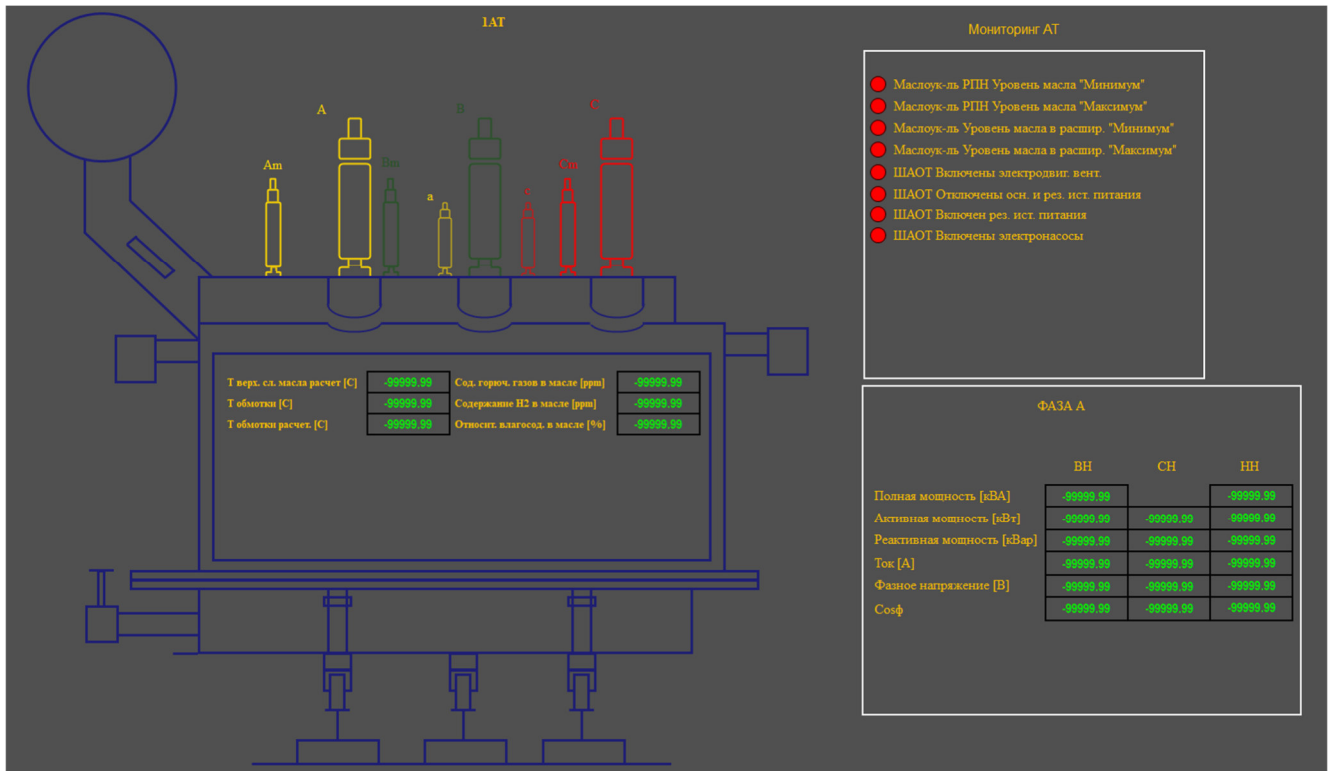 1АТ
A
B
C
Am
Bm
Cm
a
c
Т верх. сл. масла расчет [C] -99999.99 Сод. горюч. газов в масле [ppm] -99999.99
Т обмотки [C] -99999.99 Содержание H2 в масле [ppm] -99999.99
Т обмотки расчет. [C] -99999.99 Относит. влагосод. в масле [%] -99999.99
Мониторинг АТ
Маслоук-ль РПН Уровень масла "Минимум"
Маслоук-ль РПН Уровень масла "Максимум"
Маслоук-ль Уровень масла в расшир. "Минимум"
Маслоук-ль Уровень масла в расшир. "Максимум"
ШАОТ Включены электродвиг. вент.
ШАОТ Отключены осн. и рез. ист. питания
ШАОТ Включен рез. ист. питания
ШАОТ Включены электронасосы
ФАЗА А
ВН СН НН
Полная мощность [кВА] -99999.99 -99999.99
Активная мощность [кВт] -99999.99 -99999.99 -99999.99
Реактивная мощность [кВар] -99999.99 -99999.99 -99999.99
Ток [А] -99999.99 -99999.99 -99999.99
Фазное напряжение [В] -99999.99 -99999.99 -99999.99
Cosф -99999.99 -99999.99 -99999.99